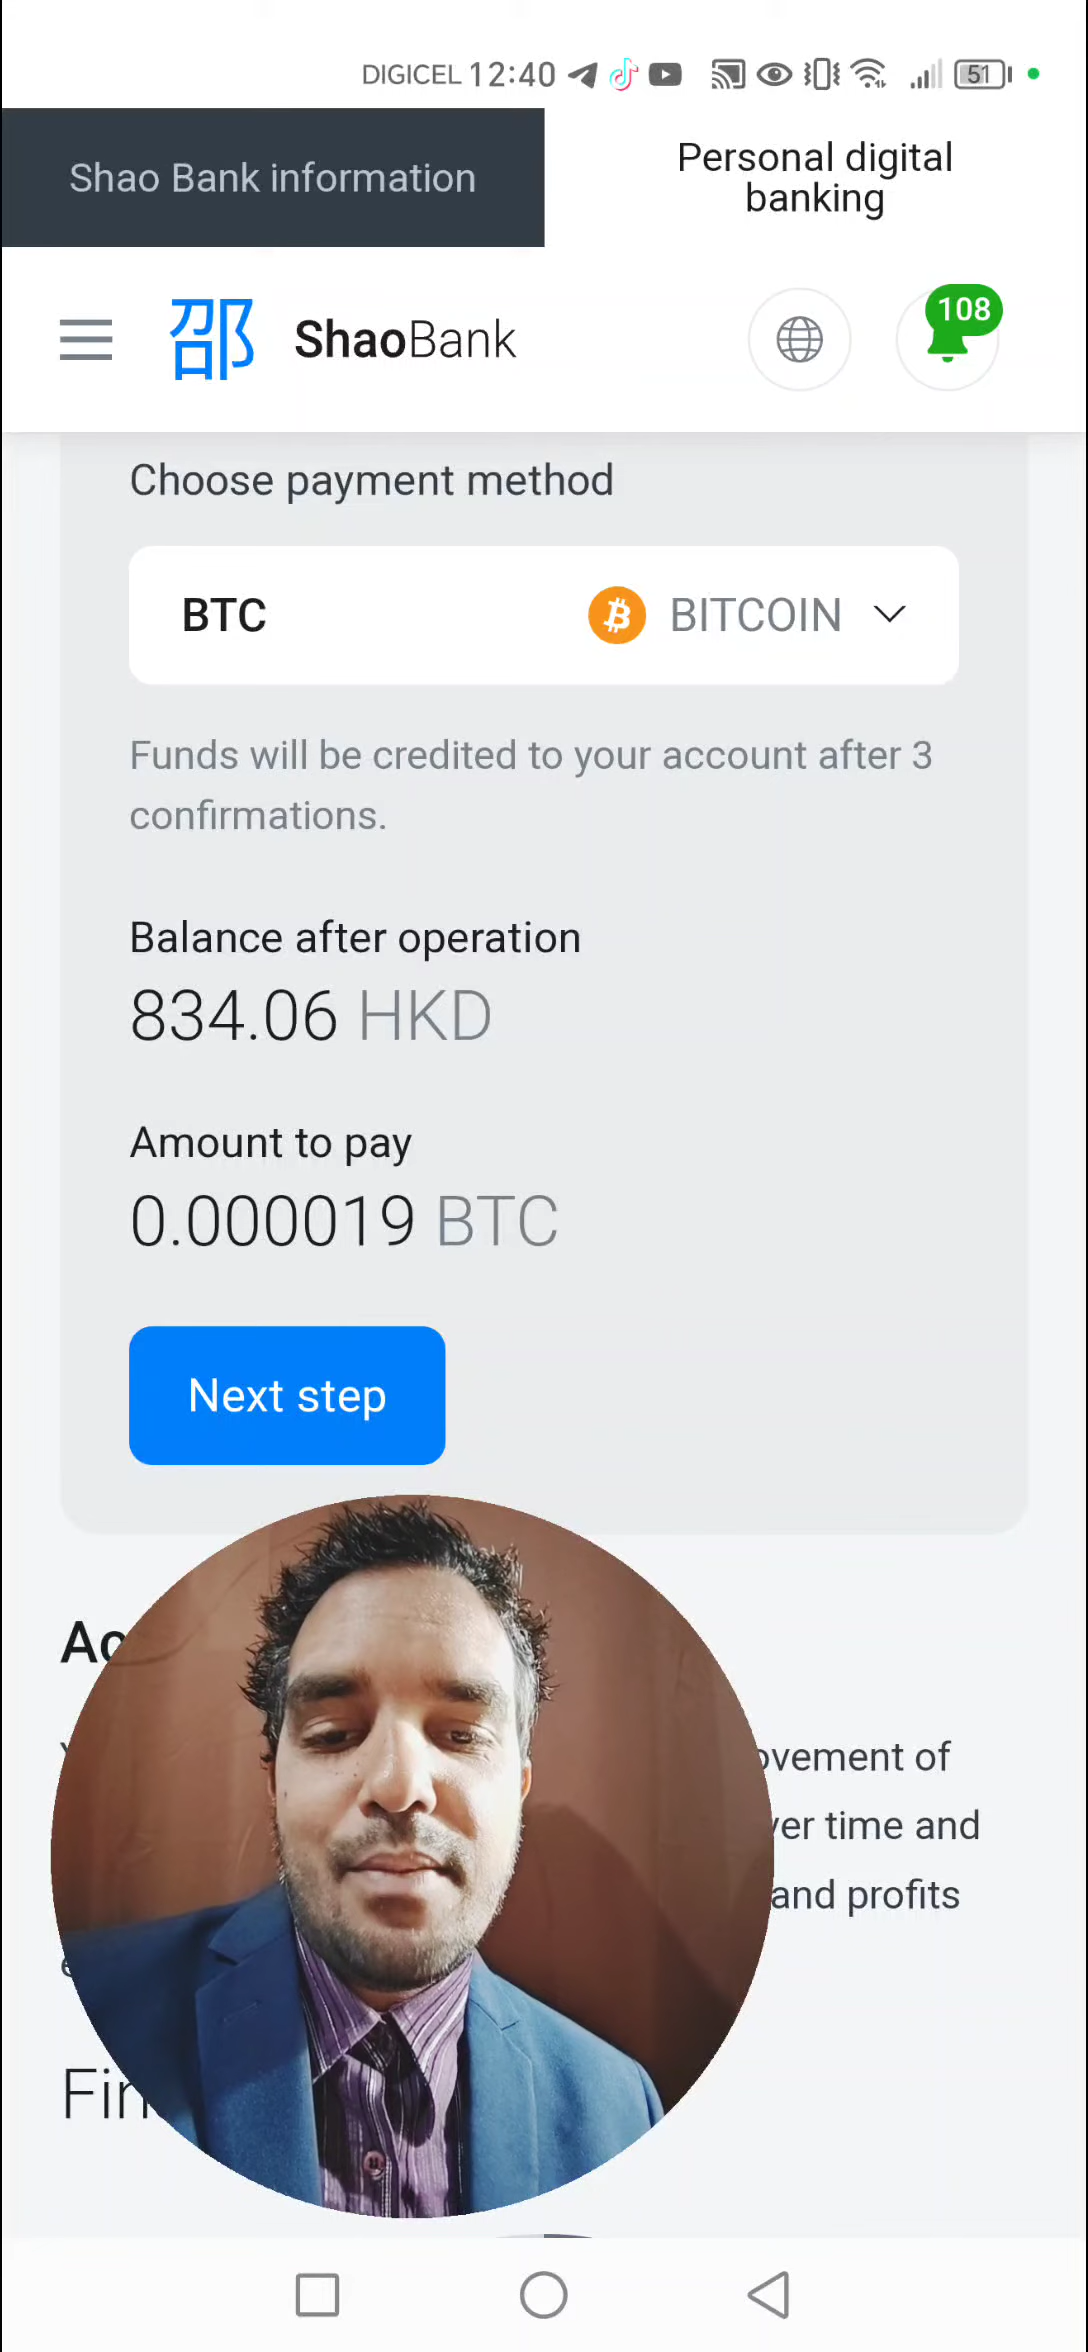 DIGICEL 12:40 51
Shao Bank information
Personal digital
banking
邵 ShaoBank
108
Choose payment method
BTC BITCOIN
Funds will be credited to your account after 3
confirmations.
Balance after operation
834.06 HKD
Amount to pay
0.000019 BTC
Next step
of
time and
and profits